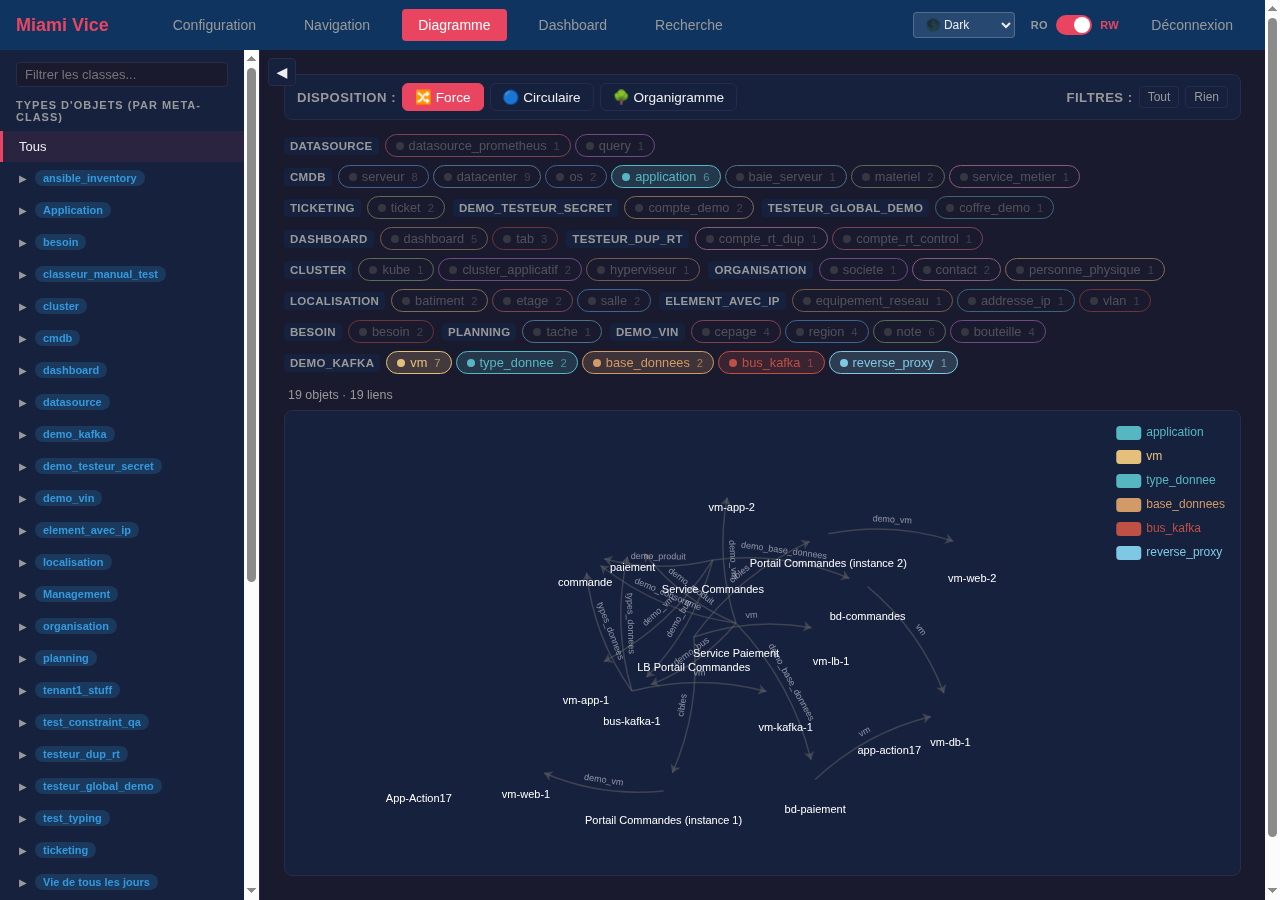 Miami Vice Configuration Navigation Diagramme Dashboard Recherche Dark RO RW Déconnexion
Filtrer les classes...
TYPES D'OBJETS (PAR META-CLASS)
Tous
ansible_inventory
Application
besoin
classeur_manual_test
cluster
cmdb
dashboard
datasource
demo_kafka
demo_testeur_secret
demo_vin
element_avec_ip
localisation
Management
organisation
planning
tenant1_stuff
test_constraint_qa
testeur_dup_rt
testeur_global_demo
test_typing
ticketing
Vie de tous les jours
DISPOSITION : Force Circulaire Organigramme FILTRES : Tout Rien
DATASOURCE datasource_prometheus 1 query 1
CMDB serveur 8 datacenter 9 os 2 application 6 baie_serveur 1 materiel 2 service_metier 1
TICKETING ticket 2 DEMO_TESTEUR_SECRET compte_demo 2 TESTEUR_GLOBAL_DEMO coffre_demo 1
DASHBOARD dashboard 5 tab 3 TESTEUR_DUP_RT compte_rt_dup 1 compte_rt_control 1
CLUSTER kube 1 cluster_applicatif 2 hyperviseur 1 ORGANISATION societe 1 contact 2 personne_physique 1
LOCALISATION batiment 2 etage 2 salle 2 ELEMENT_AVEC_IP equipement_reseau 1 addresse_ip 1 vlan 1
BESOIN besoin 2 PLANNING tache 1 DEMO_VIN cepage 4 region 4 note 6 bouteille 4
DEMO_KAFKA vm 7 type_donnee 2 base_donnees 2 bus_kafka 1 reverse_proxy 1
19 objets · 19 liens
application
vm
type_donnee
base_donnees
bus_kafka
reverse_proxy
vm-app-2
demo_vm
demo_produit
demo_base_donnees
paiement
Portail Commandes (instance 2)
commande
Service Commandes
vm-web-2
cibles
demo_vm
types_donnees
types_donnees
demo_vm
vm
bd-commandes
vm
Service Paiement
LB Portail Commandes
vm-lb-1
vm
demo_base_donnees
vm-app-1
cibles
bus-kafka-1
vm-kafka-1
vm
app-action17
vm-db-1
demo_vm
App-Action17
vm-web-1
bd-paiement
Portail Commandes (instance 1)